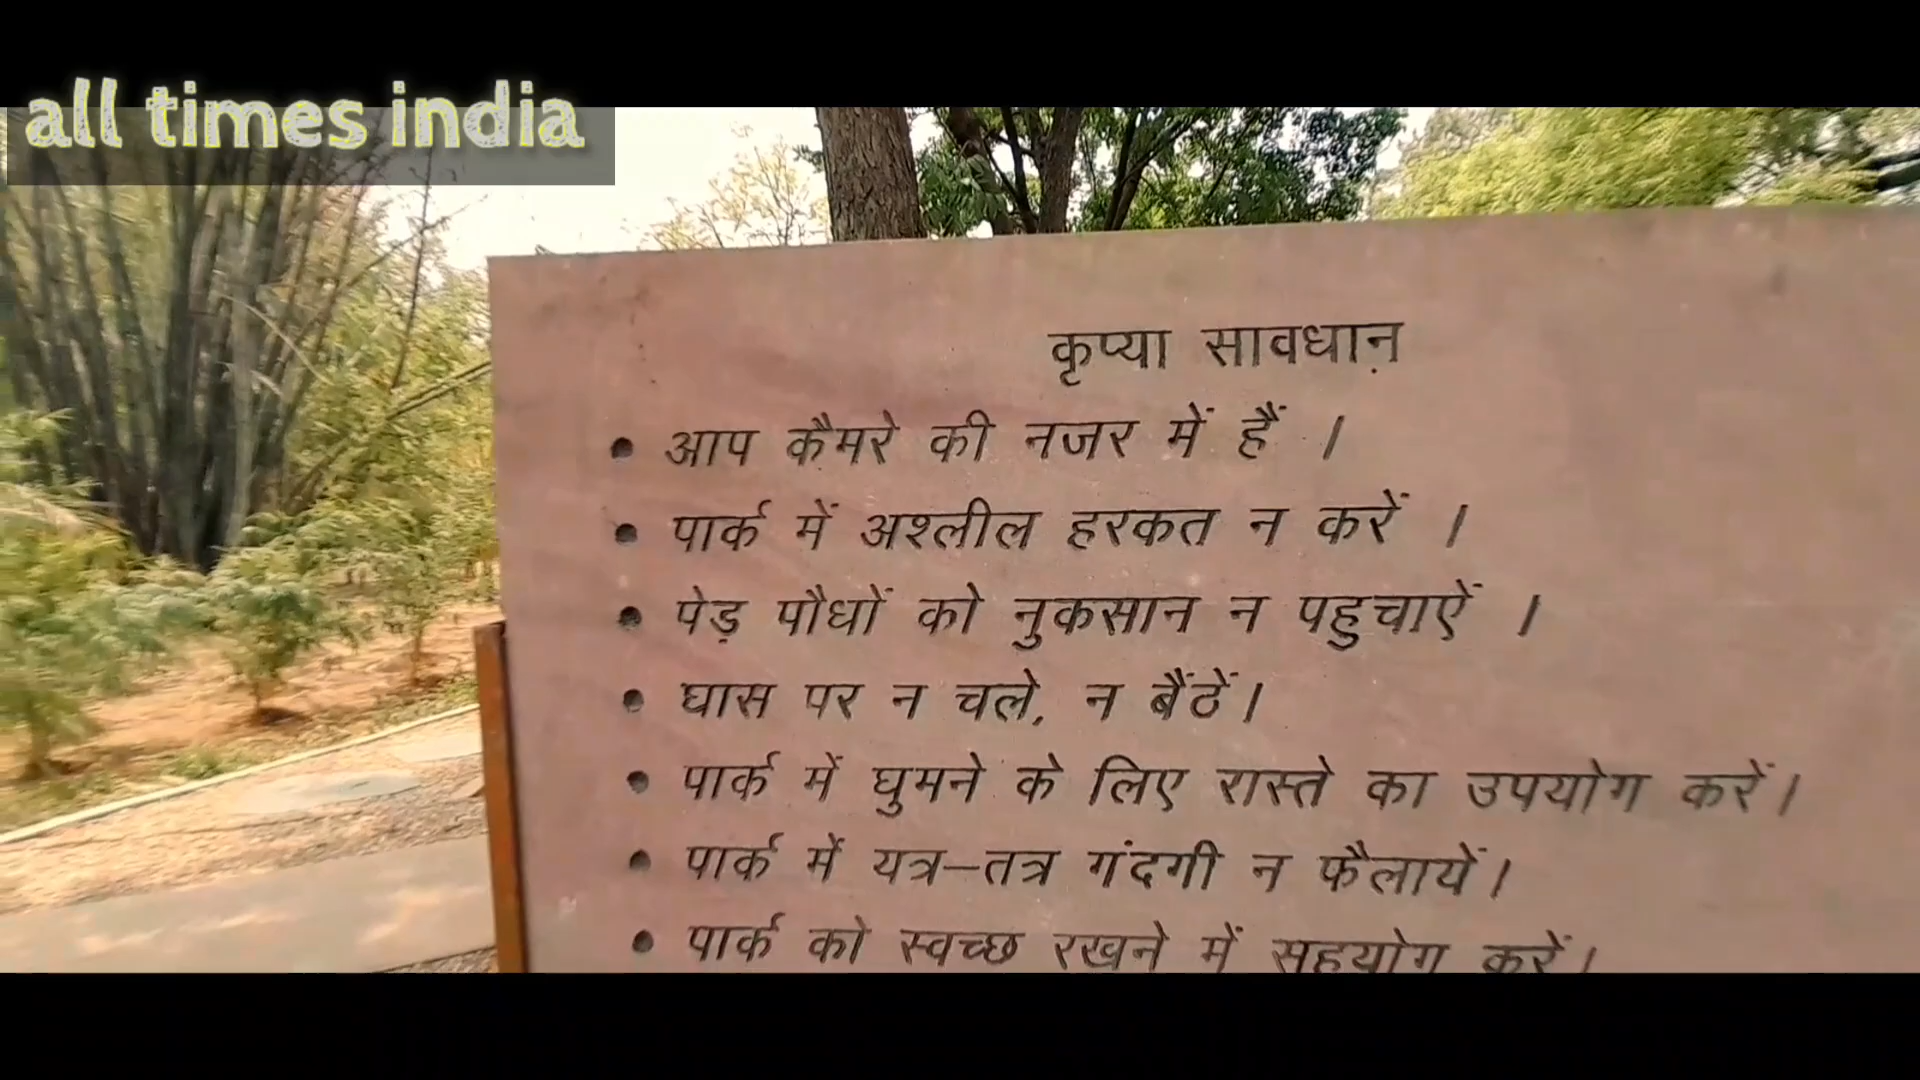 all times india
कृप्या सावधान
• आप कैमरे की नजर में हैं ।
• पार्क में अश्लील हरकत न करें ।
• पेड़ पौधों को नुकसान न पहुचाऐं ।
• घास पर न चले, न बैंठें।
• पार्क में घुमने के लिए रास्ते का उपयोग करें।
• पार्क में यत्र–तत्र गंदगी न फैलायें।
• पार्क को स्वच्छ रखने में सहयोग करें।